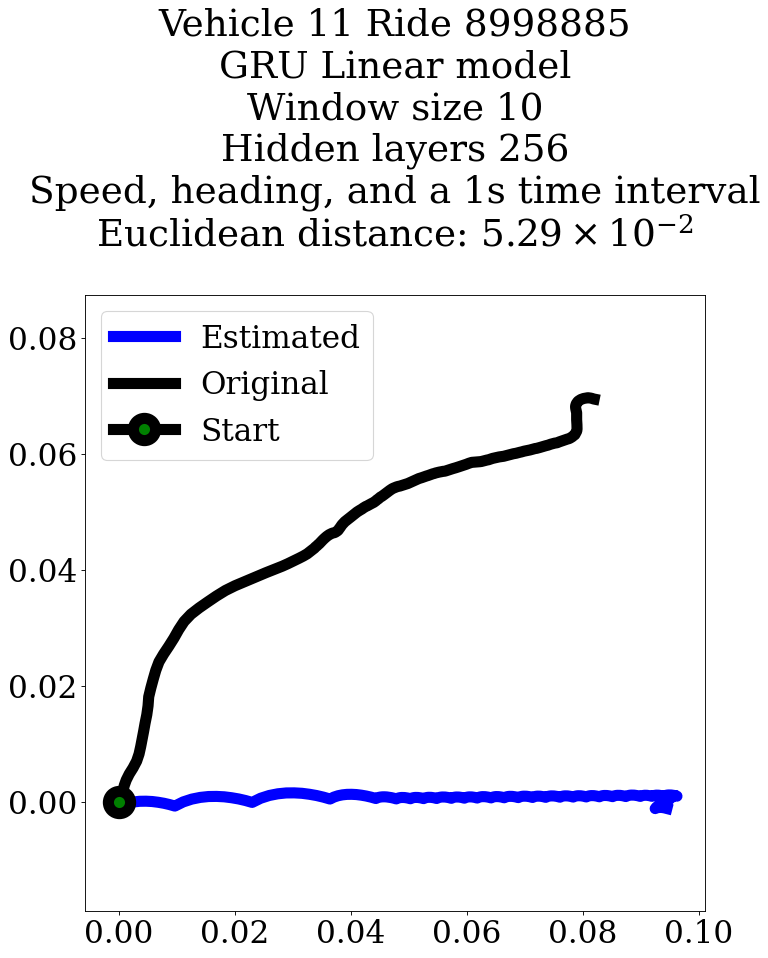 Vehicle 11 Ride 8998885
GRU Linear model
Window size 10
Hidden layers 256
Speed, heading, and a 1s time interval
Euclidean distance: 5.29 × 10⁻²
Estimated
Original
Start
0.08
0.06
0.04
0.02
0.00
0.00 0.02 0.04 0.06 0.08 0.10